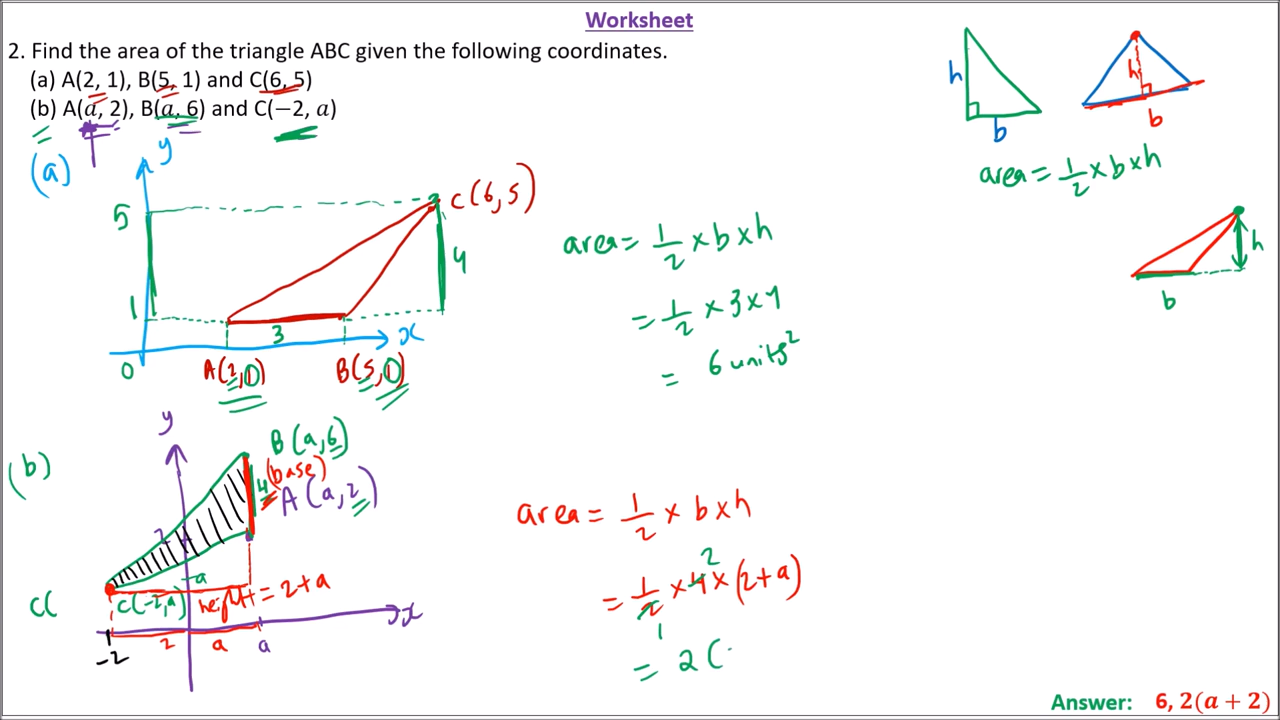 Worksheet
2. Find the area of the triangle ABC given the following coordinates.
(a) A(2, 1), B(5, 1) and C(6, 5)
(b) A(a, 2), B(a, 6) and C(−2, a)
h
b
h
b
area = 1/2 × b × h
h
b
(a)
y
5
C(6,5)
4
1
3
x
0
A(2,1)
B(5,1)
area = 1/2 × b × h
= 1/2 × 3 × 4
= 6 units²
(b)
y
B(a,6)
(base)
4
A(a,2)
2
a
C(
C(-2,a)
height = 2+a
x
-2
2
a
a
area = 1/2 × b × h
= 1/2 × 4 × (2+a)
2
1
= 2(
Answer: 6, 2(a + 2)